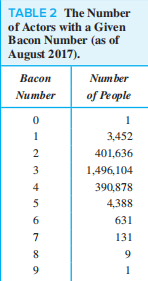 TABLE 2 The Number
of Actors with a Given
Bacon Number (as of
August 2017).
Bacon Number
Number of People
0 1
1 3,452
2 401,636
3 1,496,104
4 390,878
5 4,388
6 631
7 131
8 9
9 1